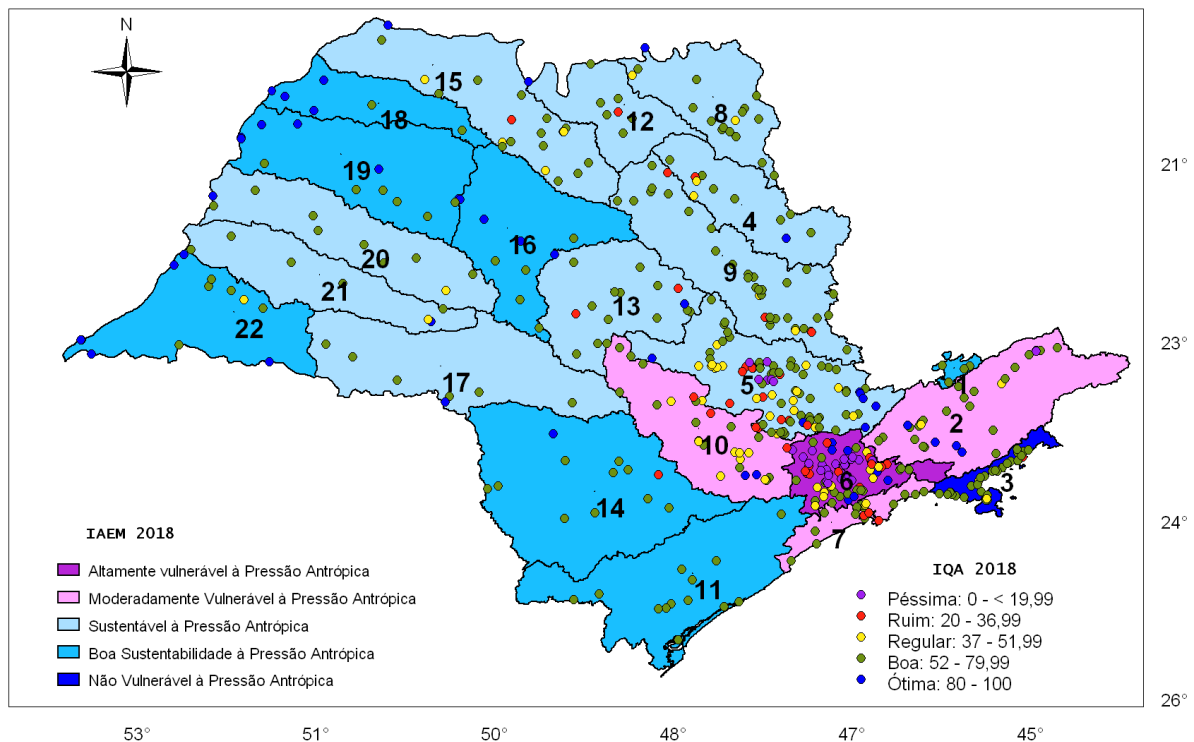 N
21°
23°
24°
26°
53°
51°
50°
48°
47°
45°
15
18
12
8
19
4
16
20
9
21
13
22
17
5
1
2
10
6
3
14
7
11
IAEM 2018
Altamente vulnerável à Pressão Antrópica
Moderadamente Vulnerável à Pressão Antrópica
Sustentável à Pressão Antrópica
Boa Sustentabilidade à Pressão Antrópica
Não Vulnerável à Pressão Antrópica
IQA 2018
Péssima: 0 - < 19,99
Ruim: 20 - 36,99
Regular: 37 - 51,99
Boa: 52 - 79,99
Ótima: 80 - 100